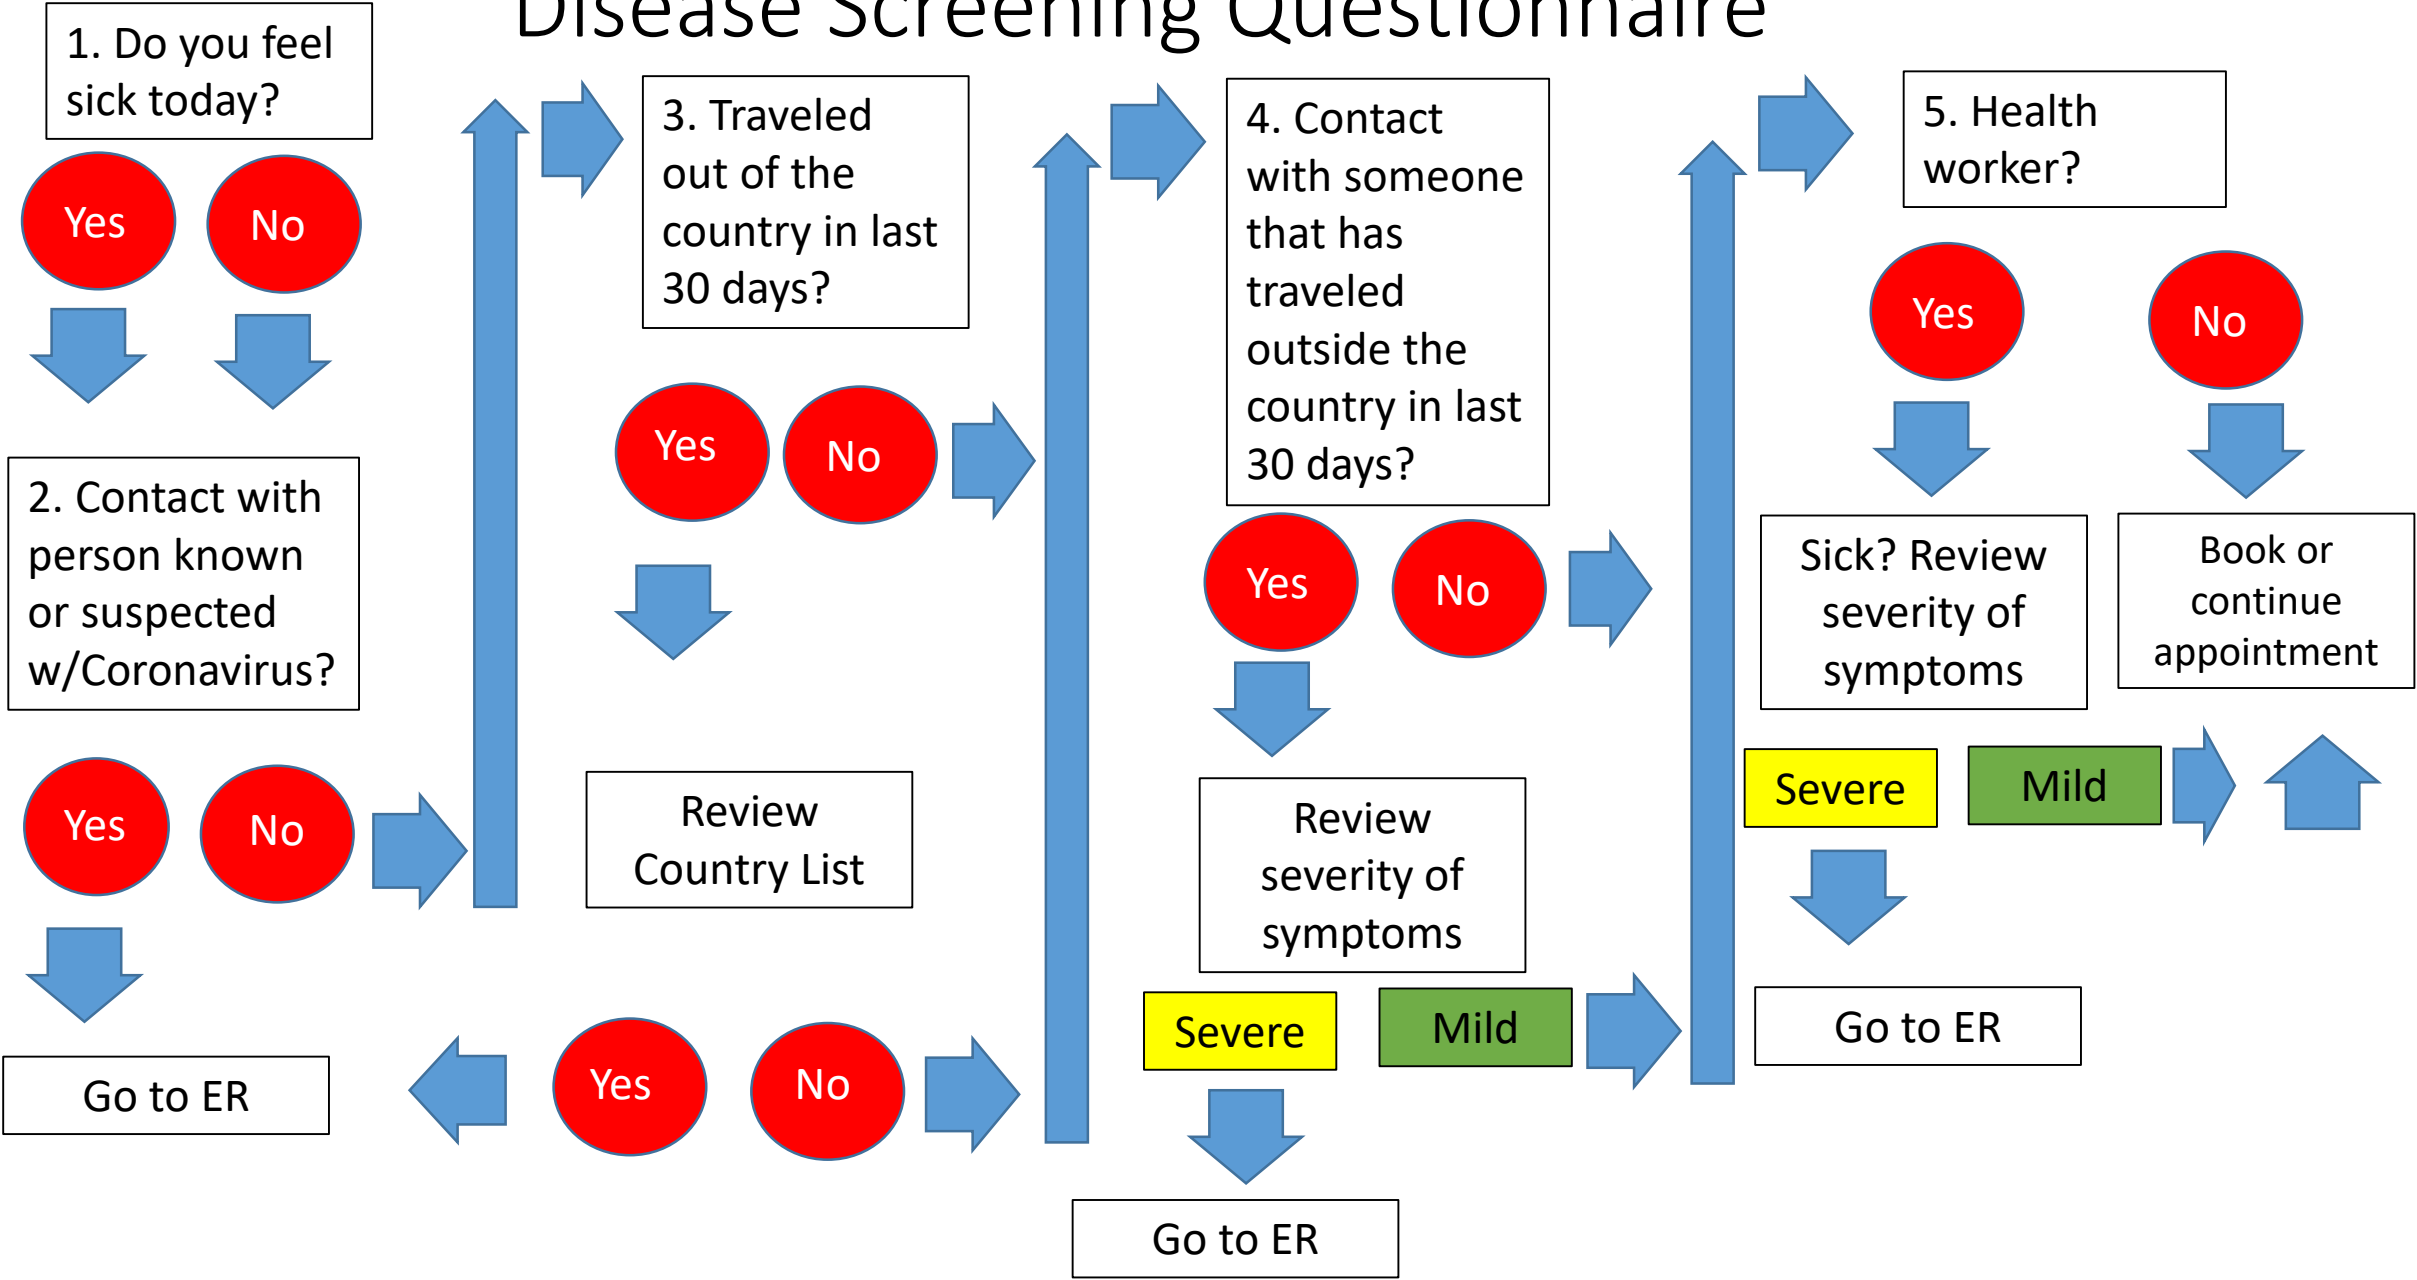 Disease Screening Questionnaire
1. Do you feel
sick today?
Yes
No
2. Contact with
person known
or suspected
w/Coronavirus?
Yes
No
Go to ER
3. Traveled
out of the
country in last
30 days?
Yes
No
Review
Country List
Yes
No
4. Contact
with someone
that has
traveled
outside the
country in last
30 days?
Yes
No
Review
severity of
symptoms
Severe
Mild
Go to ER
5. Health
worker?
Yes
No
Sick? Review
severity of
symptoms
Book or
continue
appointment
Severe
Mild
Go to ER